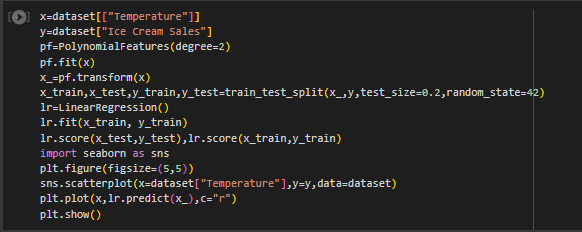 x=dataset[["Temperature"]]
y=dataset["Ice Cream Sales"]
pf=PolynomialFeatures(degree=2)
pf.fit(x)
x_=pf.transform(x)
x_train,x_test,y_train,y_test=train_test_split(x_,y,test_size=0.2,random_state=42)
lr=LinearRegression()
lr.fit(x_train, y_train)
lr.score(x_test,y_test),lr.score(x_train,y_train)
import seaborn as sns
plt.figure(figsize=(5,5))
sns.scatterplot(x=dataset["Temperature"],y=y,data=dataset)
plt.plot(x,lr.predict(x_),c="r")
plt.show()